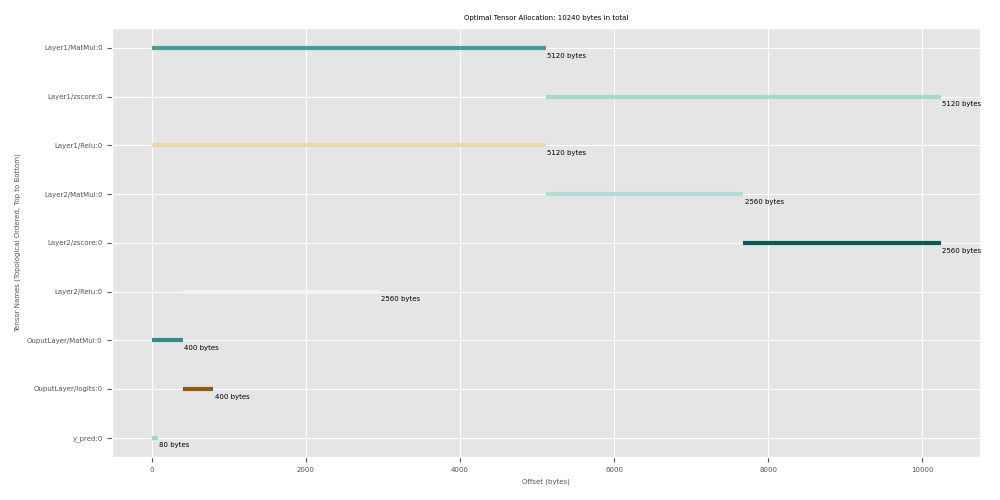 Optimal Tensor Allocation: 10240 bytes in total
Tensor Names (Topological Ordered, Top to Bottom)
Layer1/MatMul:0
5120 bytes
Layer1/zscore:0
5120 bytes
Layer1/Relu:0
5120 bytes
Layer2/MatMul:0
2560 bytes
Layer2/zscore:0
2560 bytes
Layer2/Relu:0
2560 bytes
OuputLayer/MatMul:0
400 bytes
OuputLayer/logits:0
400 bytes
y_pred:0
80 bytes
0 2000 4000 6000 8000 10000
Offset (bytes)